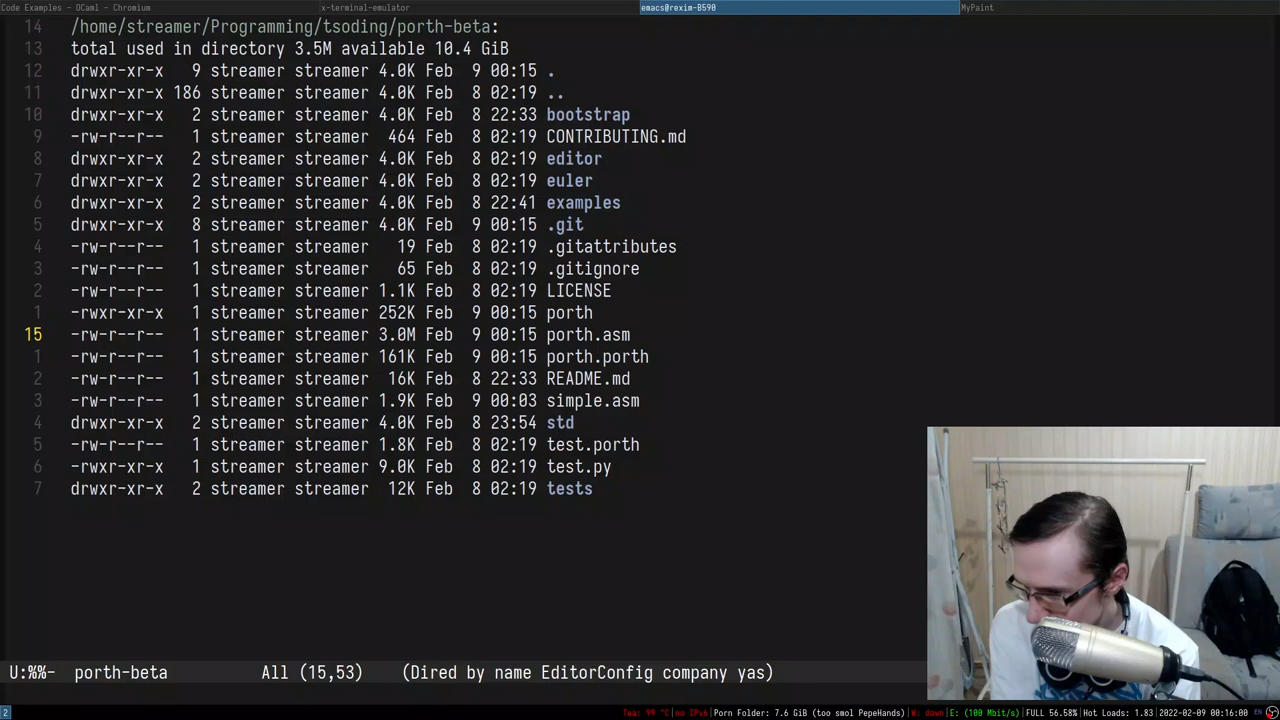 Code Examples – OCaml - Chromium x-terminal-emulator emacs@rexim-B590 MyPaint
14 /home/streamer/Programming/tsoding/porth-beta:
13 total used in directory 3.5M available 10.4 GiB
12 drwxr-xr-x 9 streamer streamer 4.0K Feb 9 00:15 .
11 drwxr-xr-x 186 streamer streamer 4.0K Feb 8 02:19 ..
10 drwxr-xr-x 2 streamer streamer 4.0K Feb 8 22:33 bootstrap
9 -rw-r--r-- 1 streamer streamer 464 Feb 8 02:19 CONTRIBUTING.md
8 drwxr-xr-x 2 streamer streamer 4.0K Feb 8 02:19 editor
7 drwxr-xr-x 2 streamer streamer 4.0K Feb 8 02:19 euler
6 drwxr-xr-x 2 streamer streamer 4.0K Feb 8 22:41 examples
5 drwxr-xr-x 8 streamer streamer 4.0K Feb 9 00:15 .git
4 -rw-r--r-- 1 streamer streamer 19 Feb 8 02:19 .gitattributes
3 -rw-r--r-- 1 streamer streamer 65 Feb 8 02:19 .gitignore
2 -rw-r--r-- 1 streamer streamer 1.1K Feb 8 02:19 LICENSE
1 -rwxr-xr-x 1 streamer streamer 252K Feb 9 00:15 porth
15 -rw-r--r-- 1 streamer streamer 3.0M Feb 9 00:15 porth.asm
1 -rw-r--r-- 1 streamer streamer 161K Feb 9 00:15 porth.porth
2 -rw-r--r-- 1 streamer streamer 16K Feb 8 22:33 README.md
3 -rw-r--r-- 1 streamer streamer 1.9K Feb 9 00:03 simple.asm
4 drwxr-xr-x 2 streamer streamer 4.0K Feb 8 23:54 std
5 -rw-r--r-- 1 streamer streamer 1.8K Feb 8 02:19 test.porth
6 -rwxr-xr-x 1 streamer streamer 9.0K Feb 8 02:19 test.py
7 drwxr-xr-x 2 streamer streamer 12K Feb 8 02:19 tests
U:%%- porth-beta All (15,53) (Dired by name EditorConfig company yas)
2 Tea: 99 °C|no IPv6|Porn Folder: 7.6 GiB (too smol PepeHands)|W: down|E: (100 Mbit/s)|FULL 56.58%|Hot Loads: 1.83|2022-02-09 00:16:00 EN